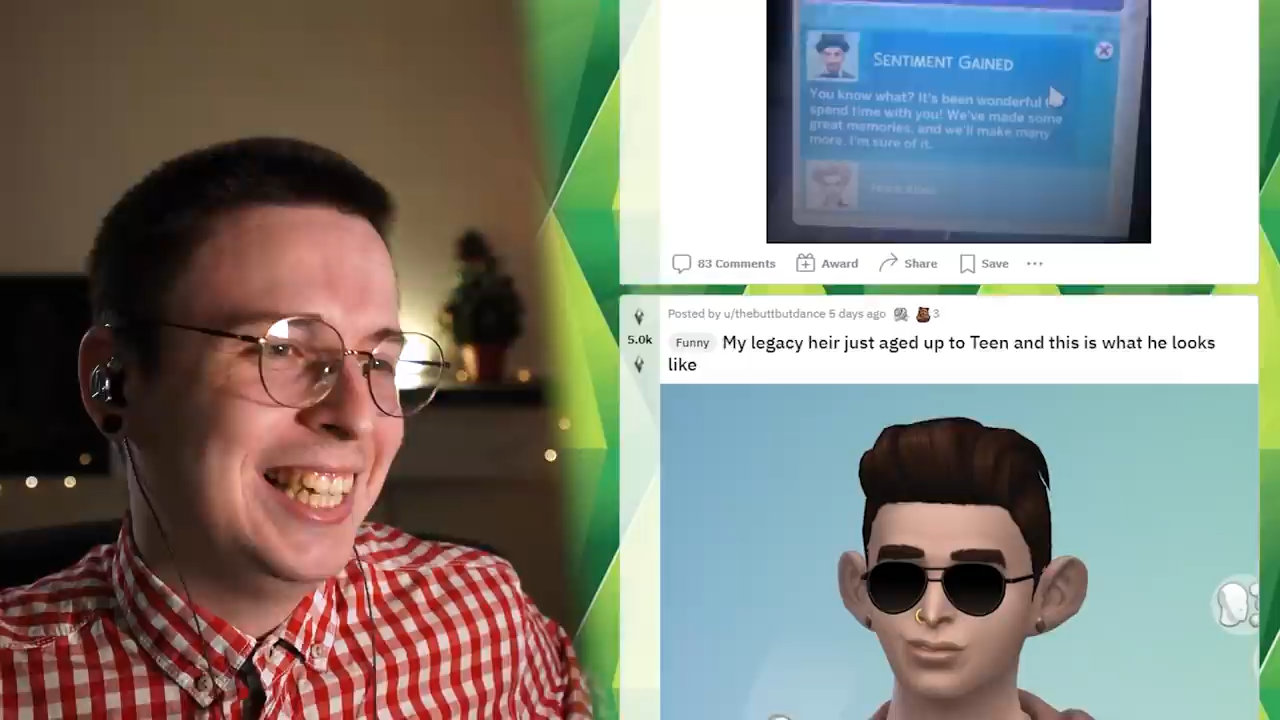 SENTIMENT GAINED
You know what? It's been wonderful
spend time with you! We've made some
great memories, and we'll make many
more, I'm sure of it.
83 Comments Award Share Save ...
Posted by u/thebuttbutdance 5 days ago 3
5.0k
Funny My legacy heir just aged up to Teen and this is what he looks
like